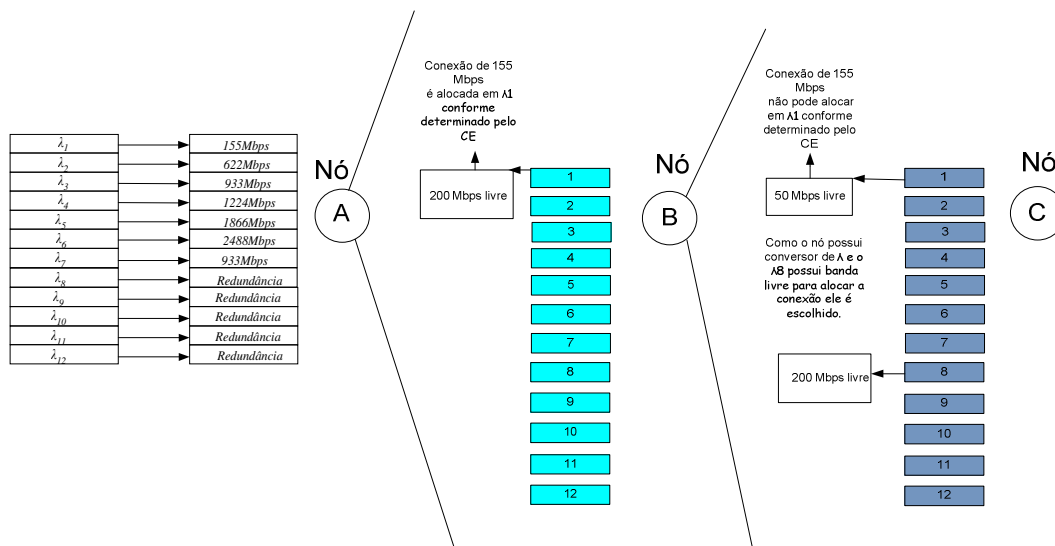 λ1 155Mbps
λ2 622Mbps
λ3 933Mbps
λ4 1224Mbps
λ5 1866Mbps
λ6 2488Mbps
λ7 933Mbps
λ8 Redundância
λ9 Redundância
λ10 Redundância
λ11 Redundância
λ12 Redundância
Nó
A
Conexão de 155
Mbps
é alocada em λ1
conforme
determinado pelo
CE
200 Mbps livre
1
2
3
4
5
6
7
8
9
10
11
12
Nó
B
Conexão de 155
Mbps
não pode alocar
em λ1 conforme
determinado pelo
CE
50 Mbps livre
Como o nó possui
conversor de λ e o
λ8 possui banda
livre para alocar a
conexão ele é
escolhido.
200 Mbps livre
1
2
3
4
5
6
7
8
9
10
11
12
Nó
C